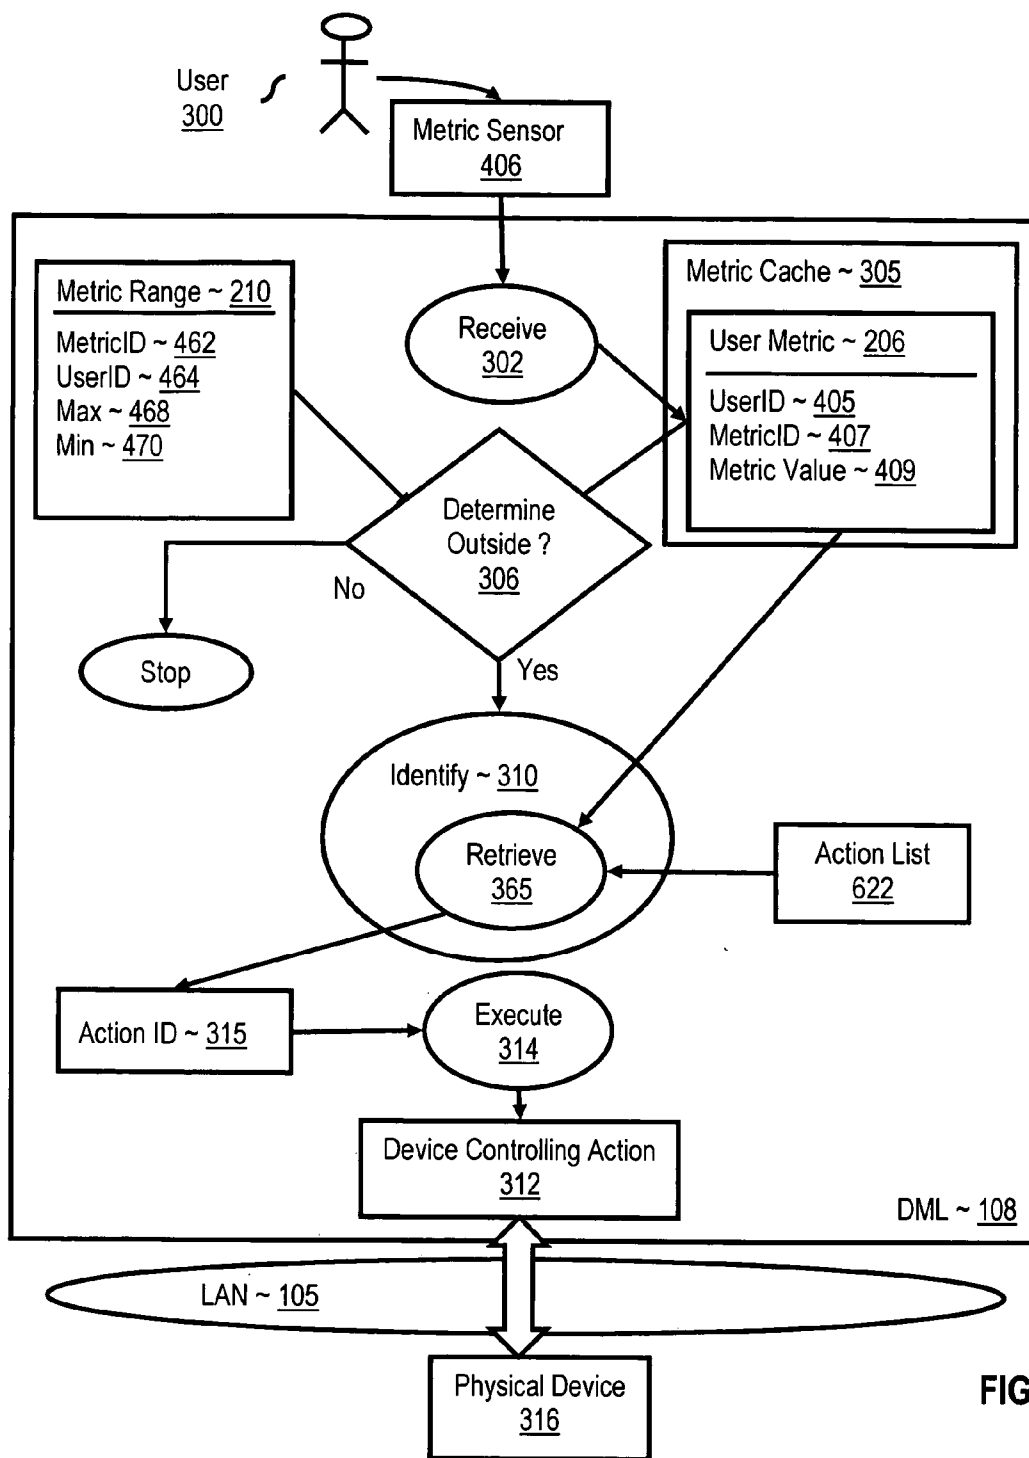 User
300
Metric Sensor
406
Metric Range ~ 210
MetricID ~ 462
UserID ~ 464
Max ~ 468
Min ~ 470
Receive
302
Metric Cache ~ 305
User Metric ~ 206
UserID ~ 405
MetricID ~ 407
Metric Value ~ 409
Determine
Outside ?
306
No
Stop
Yes
Identify ~ 310
Retrieve
365
Action List
622
Action ID ~ 315
Execute
314
Device Controlling Action
312
DML ~ 108
LAN ~ 105
Physical Device
316
FIG